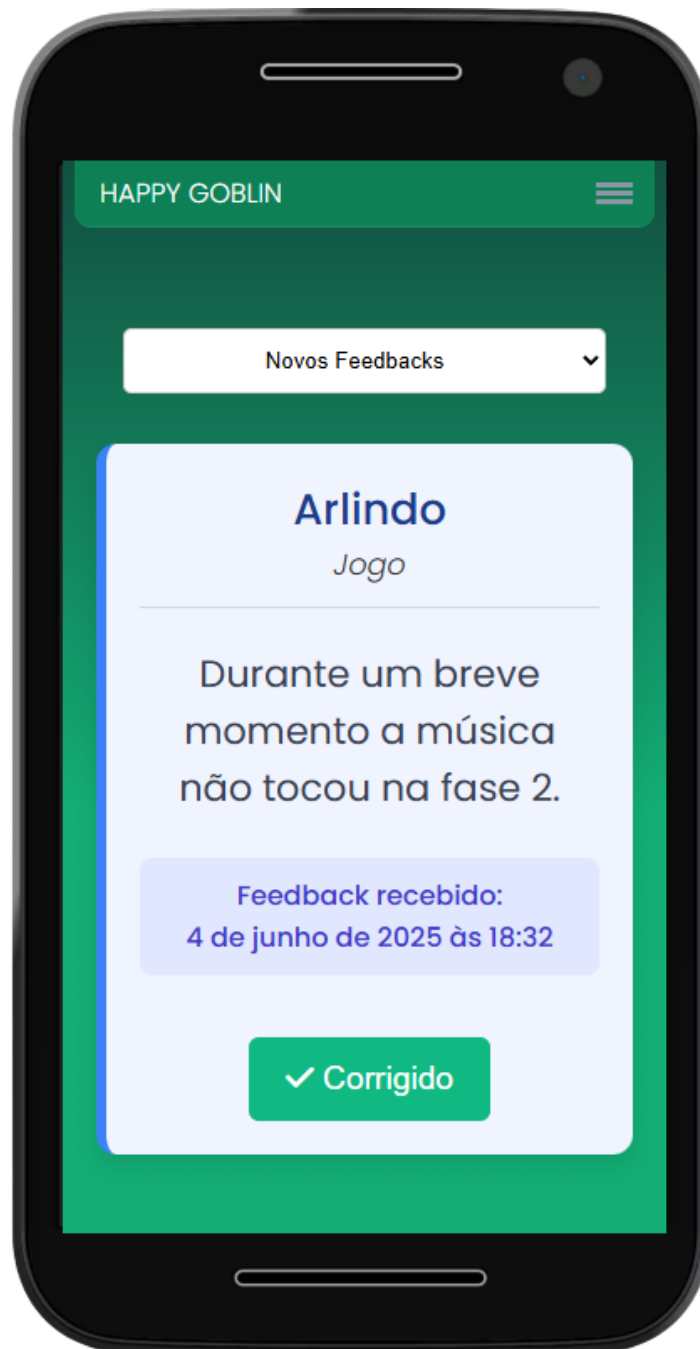 HAPPY GOBLIN
Novos Feedbacks
Arlindo
Jogo
Durante um breve
momento a música
não tocou na fase 2.
Feedback recebido:
4 de junho de 2025 às 18:32
Corrigido